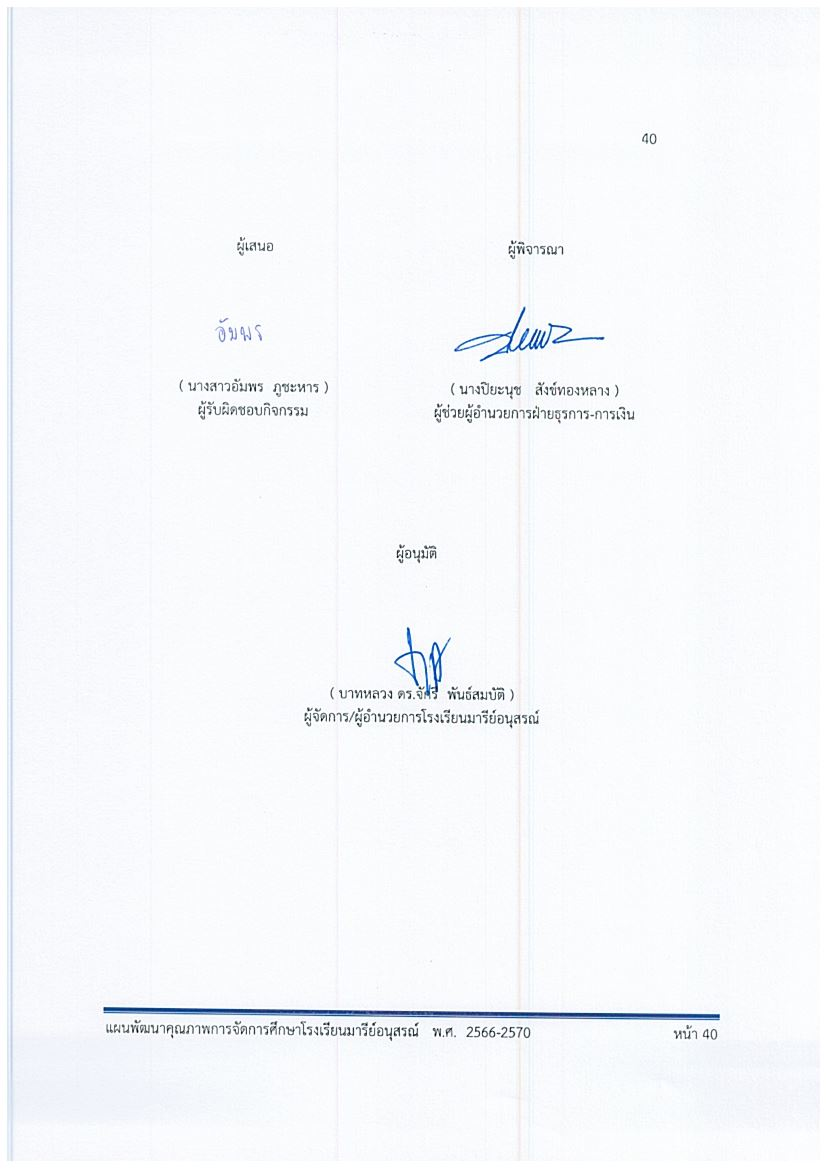 40
ผู้เสนอ
ผู้พิจารณา
อัมพร
( นางสาวอัมพร ภูชะหาร )
( นางปิยะนุช สังข์ทองหลาง )
ผู้รับผิดชอบกิจกรรม
ผู้ช่วยผู้อำนวยการฝ่ายธุรการ-การเงิน
ผู้อนุมัติ
( บาทหลวง ดร.จักรี พันธ์สมบัติ )
ผู้จัดการ/ผู้อำนวยการโรงเรียนมารีย์อนุสรณ์
แผนพัฒนาคุณภาพการจัดการศึกษาโรงเรียนมารีย์อนุสรณ์ พ.ศ. 2566-2570
หน้า 40